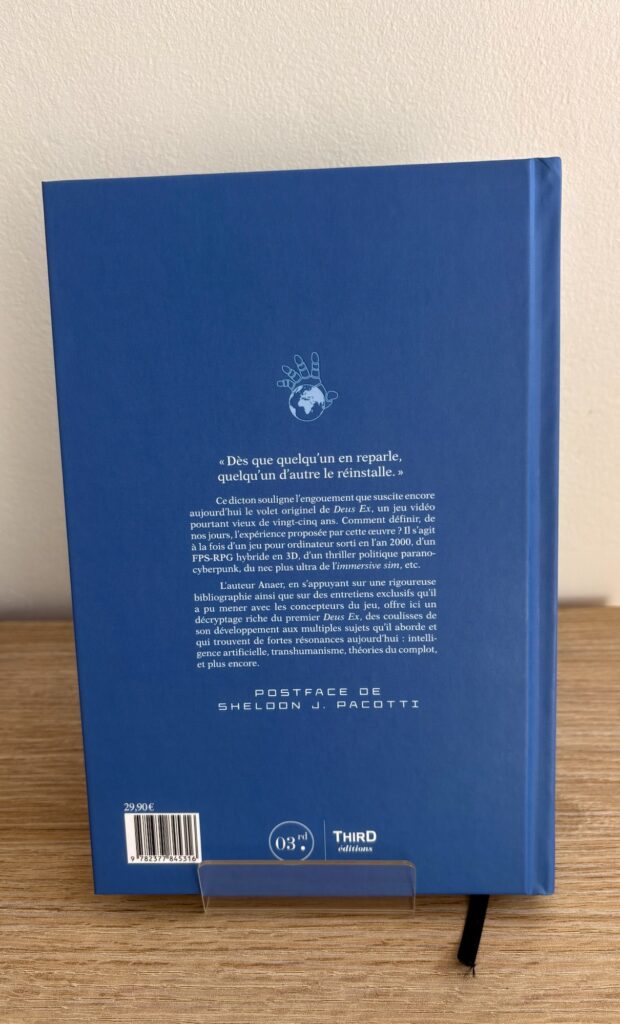 « Dès que quelqu'un en reparle,
quelqu'un d'autre le réinstalle. »
Ce dicton souligne l'engouement que suscite encore
aujourd'hui le volet originel de Deus Ex, un jeu vidéo
pourtant vieux de vingt-cinq ans. Comment définir, de
nos jours, l'expérience proposée par cette œuvre ? Il s'agit
à la fois d'un jeu pour ordinateur sorti en l'an 2000, d'un
FPS-RPG hybride en 3D, d'un thriller politique parano-
cyberpunk, du nec plus ultra de l'immersive sim, etc.
L'auteur Anaer, en s'appuyant sur une rigoureuse
bibliographie ainsi que sur des entretiens exclusifs qu'il
a pu mener avec les concepteurs du jeu, offre ici un
décryptage riche du premier Deus Ex, des coulisses de
son développement aux multiples sujets qu'il aborde et
qui trouvent de fortes résonances aujourd'hui : intelli-
gence artificielle, transhumanisme, théories du complot,
et plus encore.
POSTFACE DE
SHELDON J. PACOTTI
29,90 €
9 782377 845316
03rd.
THIRD
éditions